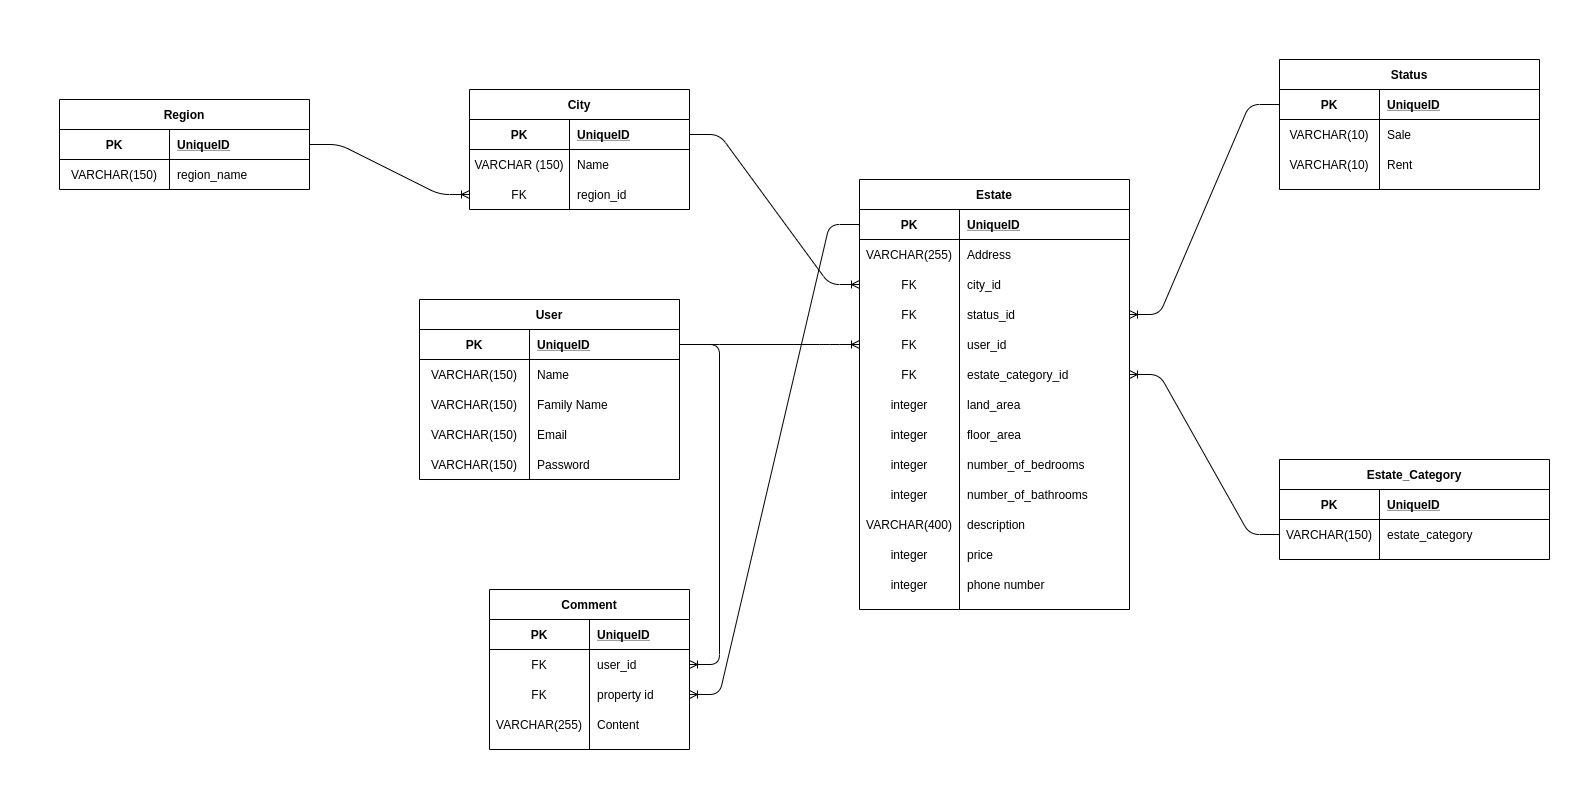 Region
PK UniqueID
VARCHAR(150) region_name
City
PK UniqueID
VARCHAR (150) Name
FK region_id
User
PK UniqueID
VARCHAR(150) Name
VARCHAR(150) Family Name
VARCHAR(150) Email
VARCHAR(150) Password
Comment
PK UniqueID
FK user_id
FK property id
VARCHAR(255) Content
Estate
PK UniqueID
VARCHAR(255) Address
FK city_id
FK status_id
FK user_id
FK estate_category_id
integer land_area
integer floor_area
integer number_of_bedrooms
integer number_of_bathrooms
VARCHAR(400) description
integer price
integer phone number
Status
PK UniqueID
VARCHAR(10) Sale
VARCHAR(10) Rent
Estate_Category
PK UniqueID
VARCHAR(150) estate_category